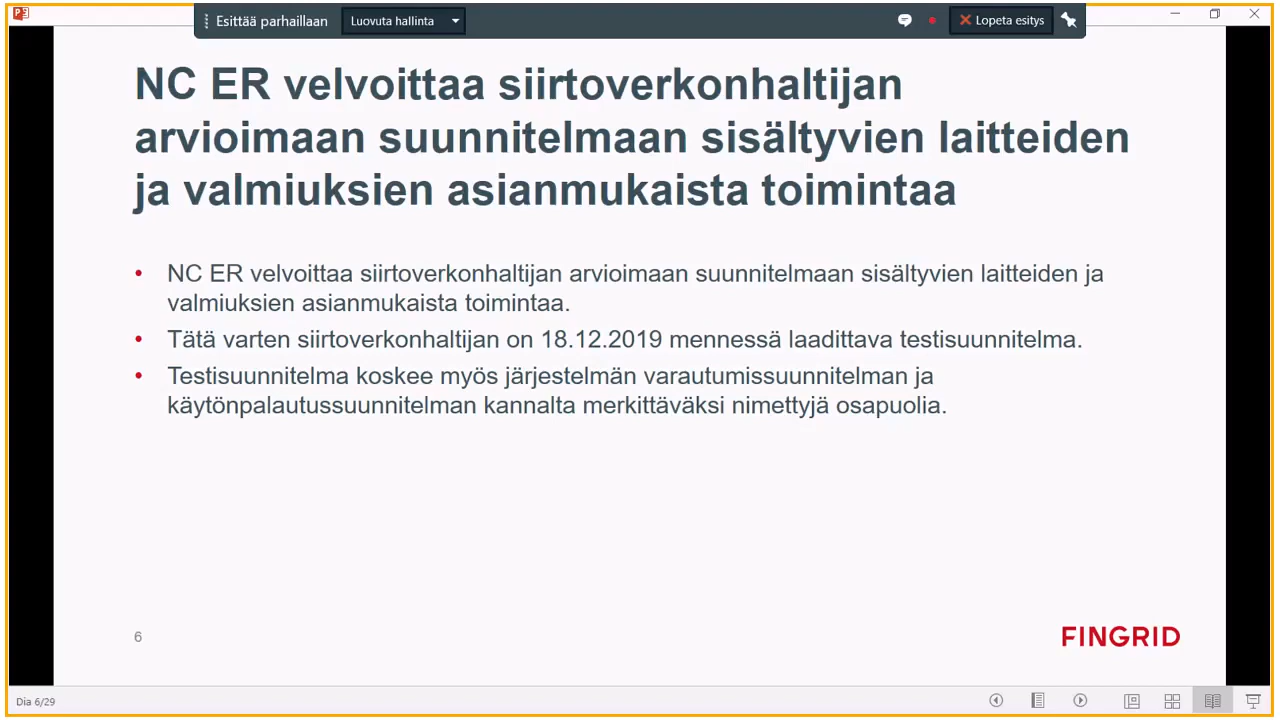 Esittää parhaillaan
Luovuta hallinta
Lopeta esitys
NC ER velvoittaa siirtoverkonhaltijan
arvioimaan suunnitelmaan sisältyvien laitteiden
ja valmiuksien asianmukaista toimintaa
• NC ER velvoittaa siirtoverkonhaltijan arvioimaan suunnitelmaan sisältyvien laitteiden ja
valmiuksien asianmukaista toimintaa.
• Tätä varten siirtoverkonhaltijan on 18.12.2019 mennessä laadittava testisuunnitelma.
• Testisuunnitelma koskee myös järjestelmän varautumissuunnitelman ja
käytönpalautussuunnitelman kannalta merkittäväksi nimettyjä osapuolia.
6
FINGRID
Dia 6/29